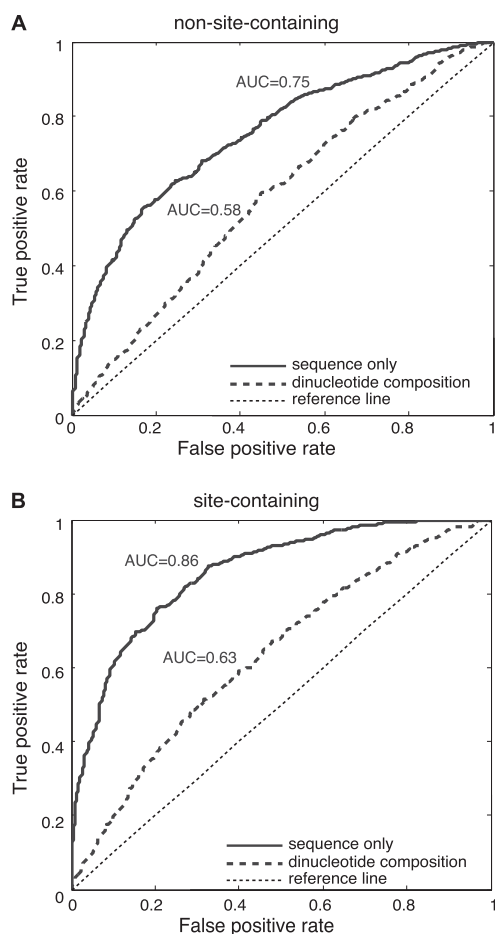 A
non-site-containing
1
AUC=0.75
0.8
0.6
AUC=0.58
True positive rate
0.4
0.2
sequence only
dinucleotide composition
reference line
0
0 0.2 0.4 0.6 0.8 1
False positive rate
B
site-containing
1
AUC=0.86
0.8
AUC=0.63
0.6
True positive rate
0.4
0.2
sequence only
dinucleotide composition
reference line
0
0 0.2 0.4 0.6 0.8 1
False positive rate